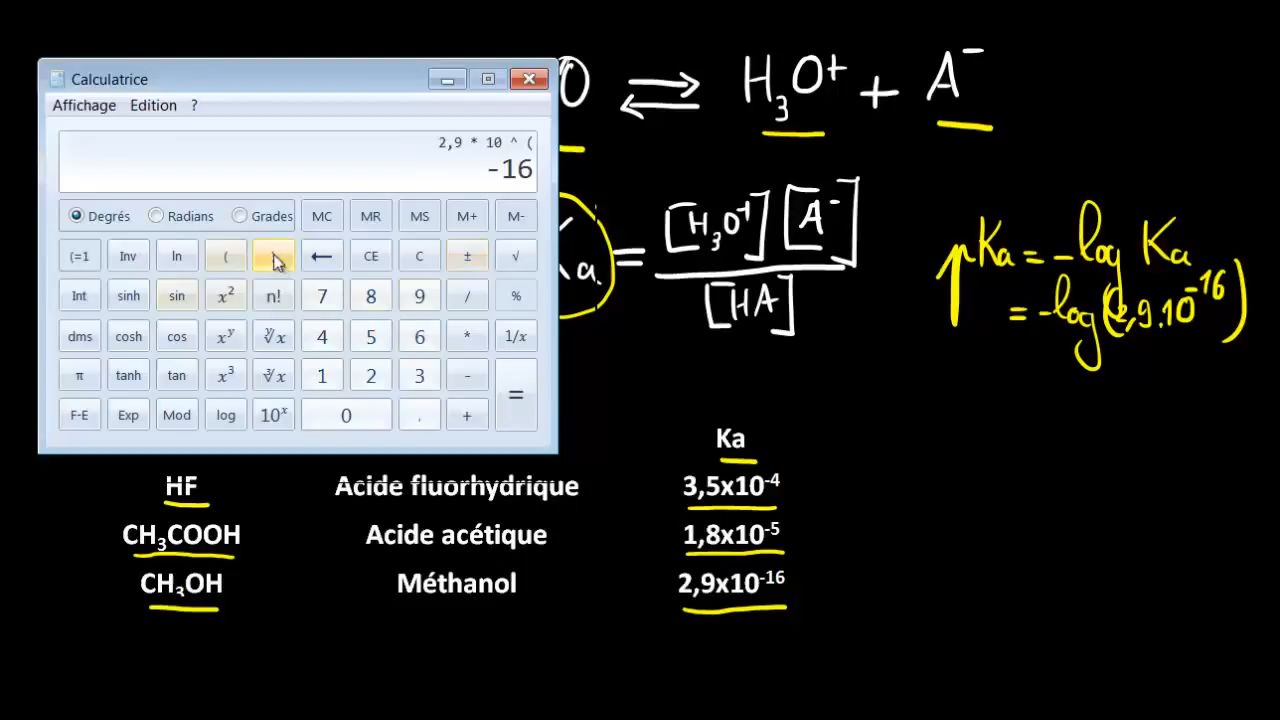 O ⇌ H₃O⁺ + A⁻
Calculatrice
Affichage Edition ?
2,9 * 10 ^ (
-16
Degrés Radians Grades MC MR MS M+ M-
(=1 Inv ln ( ← CE C ± √
Int sinh sin x² n! 7 8 9 / %
dms cosh cos xʸ ʸ√x 4 5 6 * 1/x
π tanh tan x³ ³√x 1 2 3 - =
F-E Exp Mod log 10ˣ 0 , +
Ka = [H₃O⁺] [A⁻]
[HA]
pKa = -log Ka
= -log(2,9.10⁻¹⁶)
Ka
HF Acide fluorhydrique 3,5x10⁻⁴
CH₃COOH Acide acétique 1,8x10⁻⁵
CH₃OH Méthanol 2,9x10⁻¹⁶